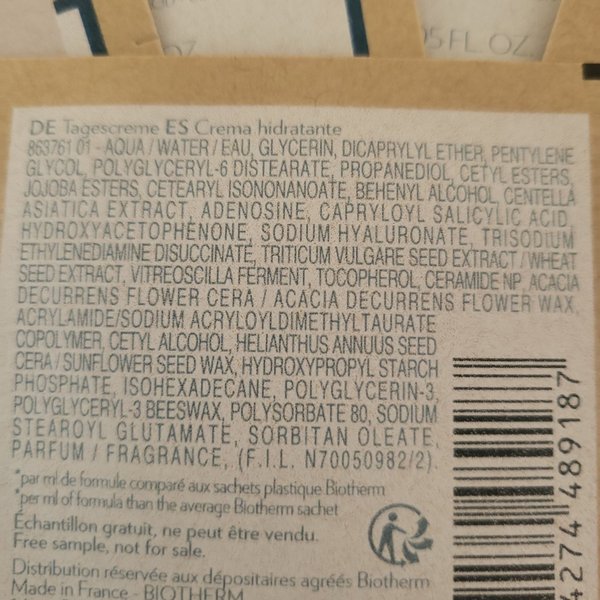 5 FL. OZ.
DE Tagescreme ES Crema hidratante
863761 01 - AQUA / WATER / EAU, GLYCERIN, DICAPRYLYL ETHER, PENTYLENE
GLYCOL, POLYGLYCERYL-6 DISTEARATE, PROPANEDIOL, CETYL ESTERS,
JOJOBA ESTERS, CETEARYL ISONONANOATE, BEHENYL ALCOHOL, CENTELLA
ASIATICA EXTRACT, ADENOSINE, CAPRYLOYL SALICYLIC ACID,
HYDROXYACETOPHENONE, SODIUM HYALURONATE, TRISODIUM
ETHYLENEDIAMINE DISUCCINATE, TRITICUM VULGARE SEED EXTRACT / WHEAT
SEED EXTRACT, VITREOSCILLA FERMENT, TOCOPHEROL, CERAMIDE NP, ACACIA
DECURRENS FLOWER CERA / ACACIA DECURRENS FLOWER WAX,
ACRYLAMIDE/SODIUM ACRYLOYLDIMETHYLTAURATE
COPOLYMER, CETYL ALCOHOL, HELIANTHUS ANNUUS SEED
CERA / SUNFLOWER SEED WAX, HYDROXYPROPYL STARCH
PHOSPHATE, ISOHEXADECANE, POLYGLYCERIN-3,
POLYGLYCERYL-3 BEESWAX, POLYSORBATE 80, SODIUM
STEAROYL GLUTAMATE, SORBITAN OLEATE,
PARFUM / FRAGRANCE, (F.I.L. N70050982/2).
*par ml de formule comparé aux sachets plastique Biotherm
*per ml of formula than the average Biotherm sachet
Échantillon gratuit, ne peut être vendu.
Free sample, not for sale.
Distribution réservée aux dépositaires agréés Biotherm
Made in France - BIOTHERM
4274 489187